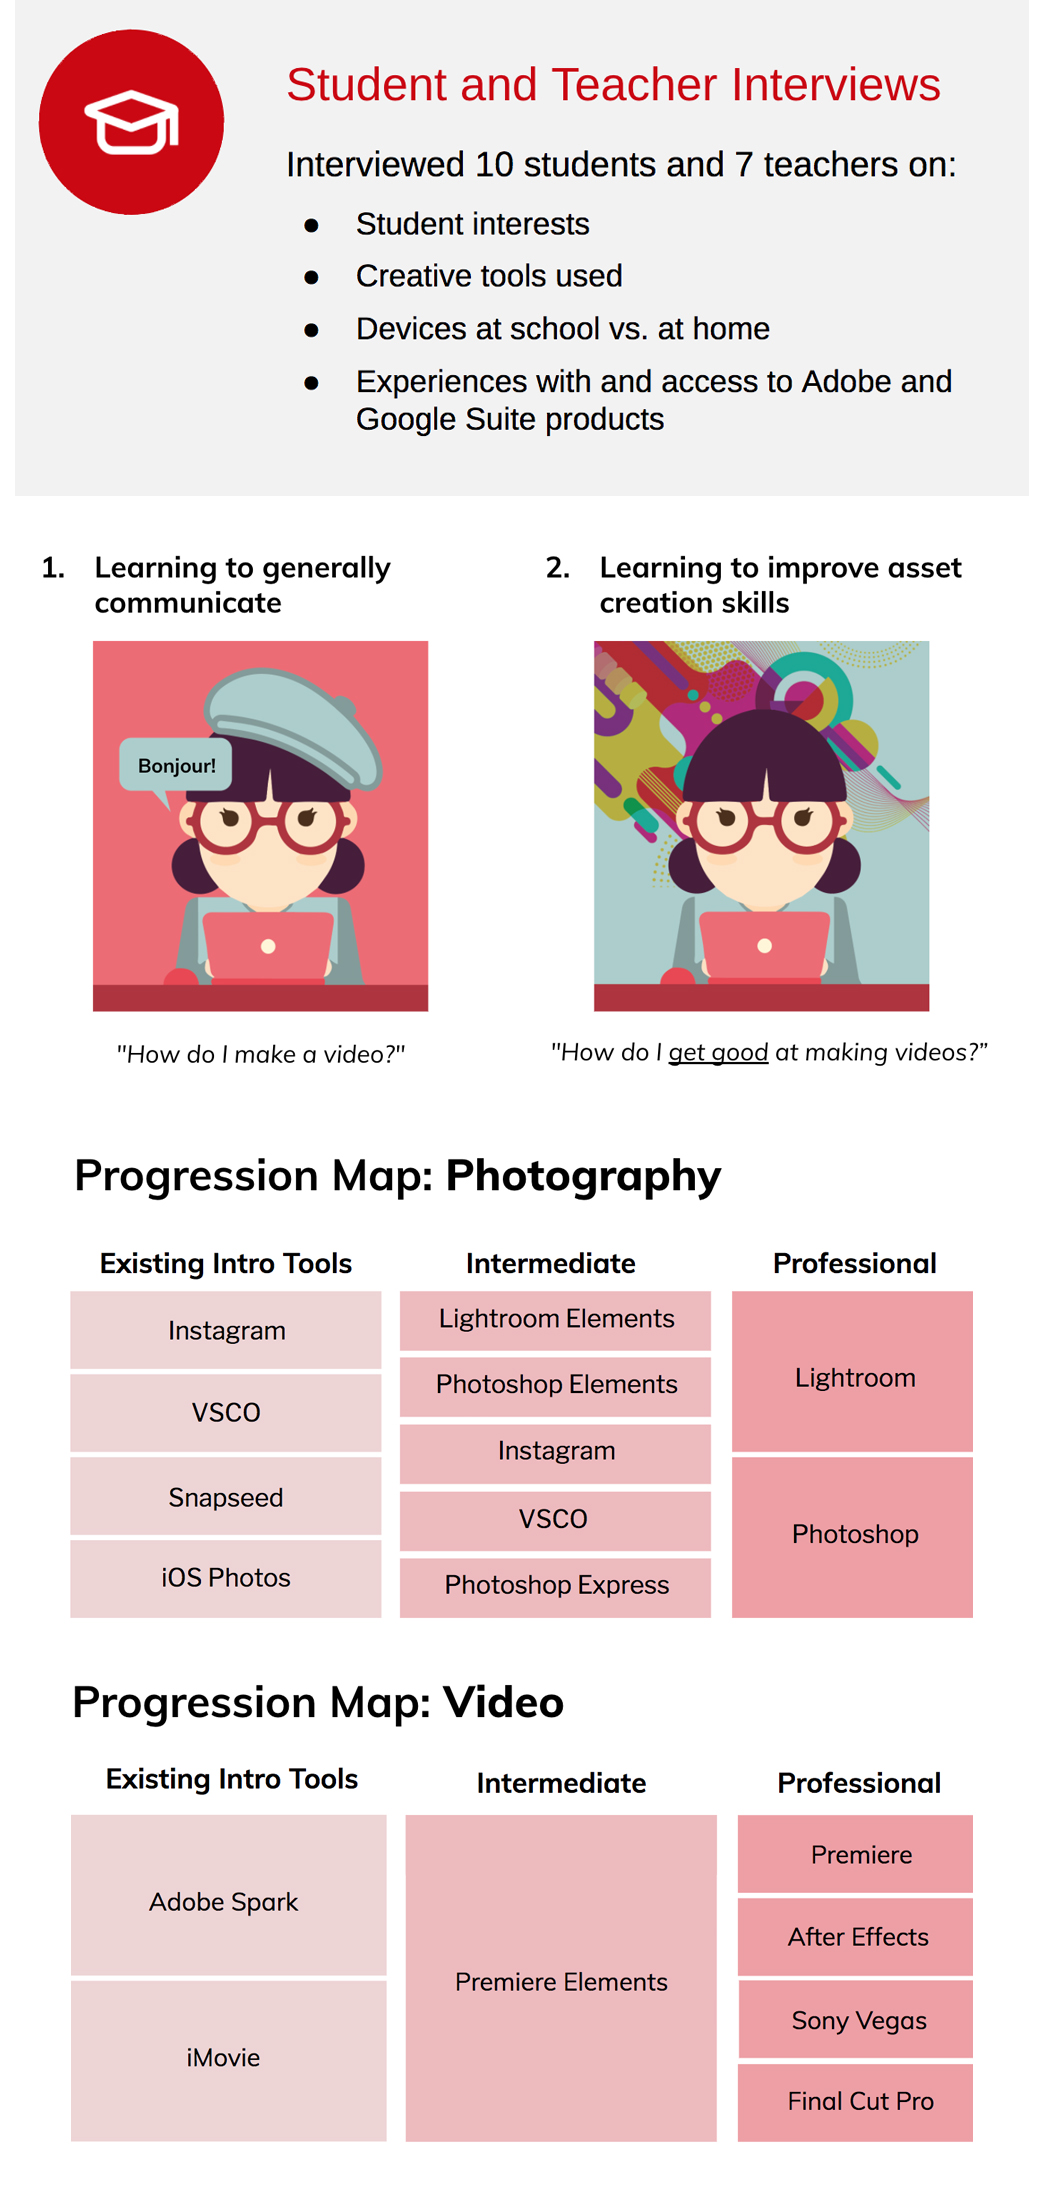 Student and Teacher Interviews
Interviewed 10 students and 7 teachers on:
● Student interests
● Creative tools used
● Devices at school vs. at home
● Experiences with and access to Adobe and
Google Suite products
1. Learning to generally
communicate
Bonjour!
"How do I make a video?"
2. Learning to improve asset
creation skills
"How do I get good at making videos?”
Progression Map: Photography
Existing Intro Tools
Instagram
VSCO
Snapseed
iOS Photos
Intermediate
Lightroom Elements
Photoshop Elements
Instagram
VSCO
Photoshop Express
Professional
Lightroom
Photoshop
Progression Map: Video
Existing Intro Tools
Adobe Spark
iMovie
Intermediate
Premiere Elements
Professional
Premiere
After Effects
Sony Vegas
Final Cut Pro